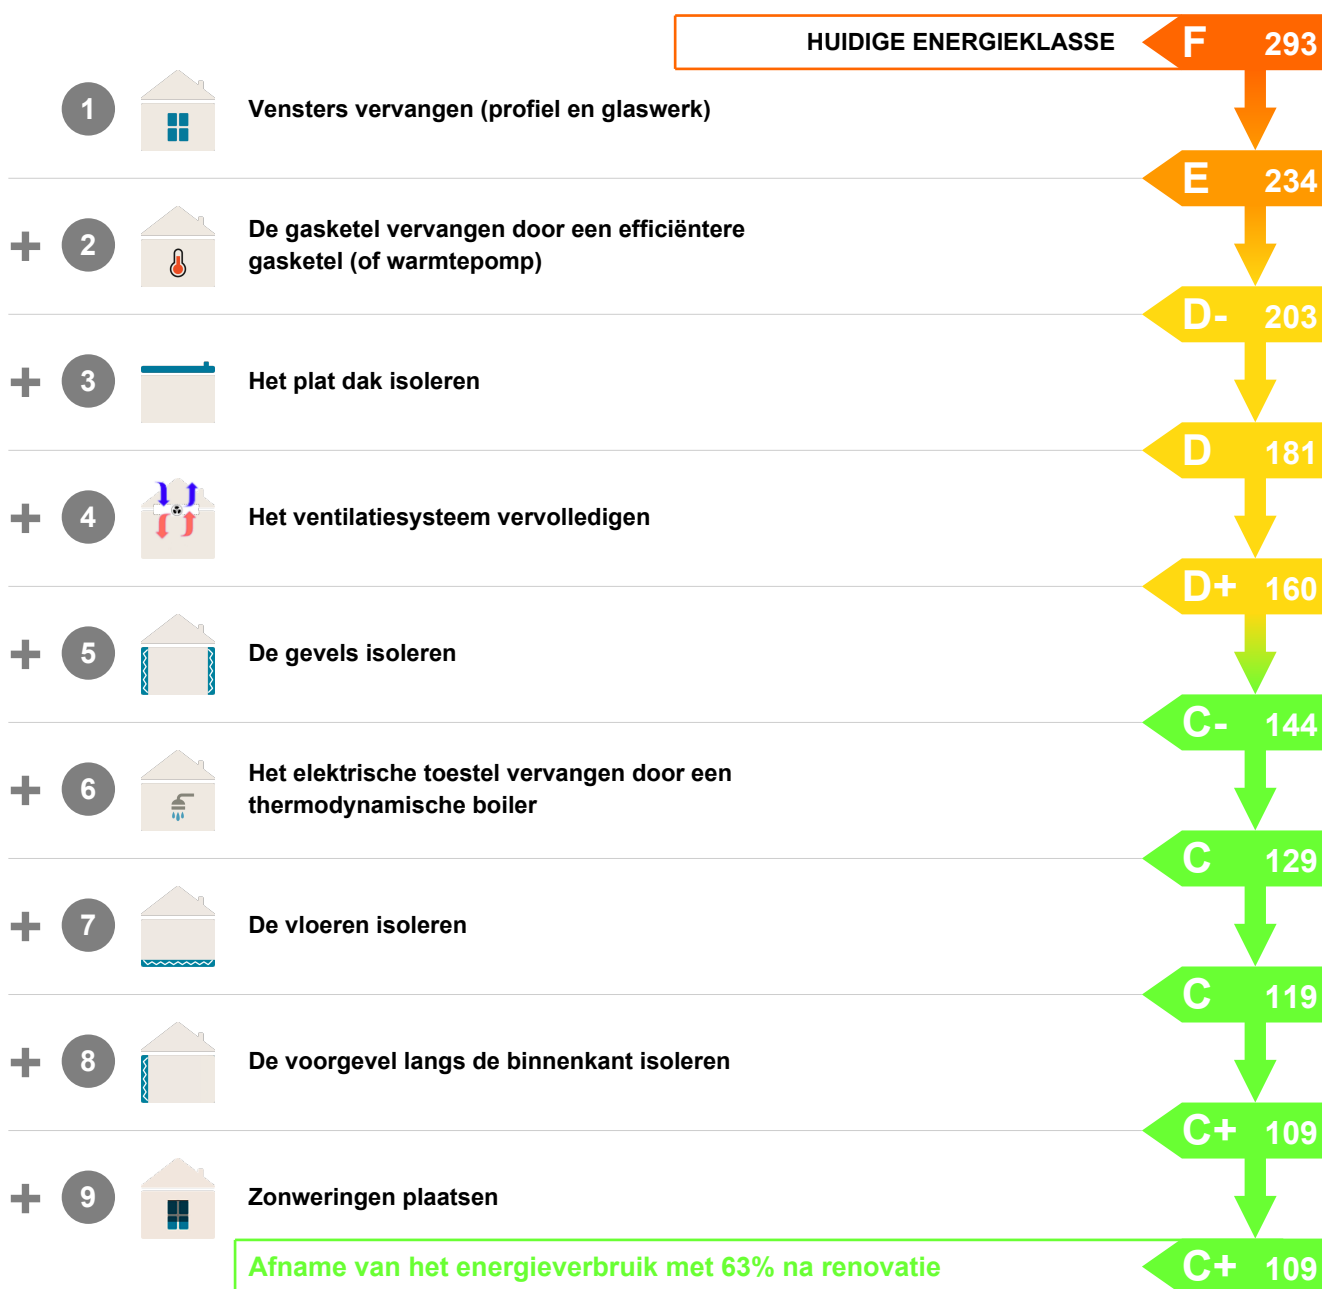 HUIDIGE ENERGIEKLASSE F 293
1 Vensters vervangen (profiel en glaswerk)
E 234
+ 2 De gasketel vervangen door een efficiëntere
gasketel (of warmtepomp)
D- 203
+ 3 Het plat dak isoleren
D 181
+ 4 Het ventilatiesysteem vervolledigen
D+ 160
+ 5 De gevels isoleren
C- 144
+ 6 Het elektrische toestel vervangen door een
thermodynamische boiler
C 129
+ 7 De vloeren isoleren
C 119
+ 8 De voorgevel langs de binnenkant isoleren
C+ 109
+ 9 Zonweringen plaatsen
Afname van het energieverbruik met 63% na renovatie C+ 109